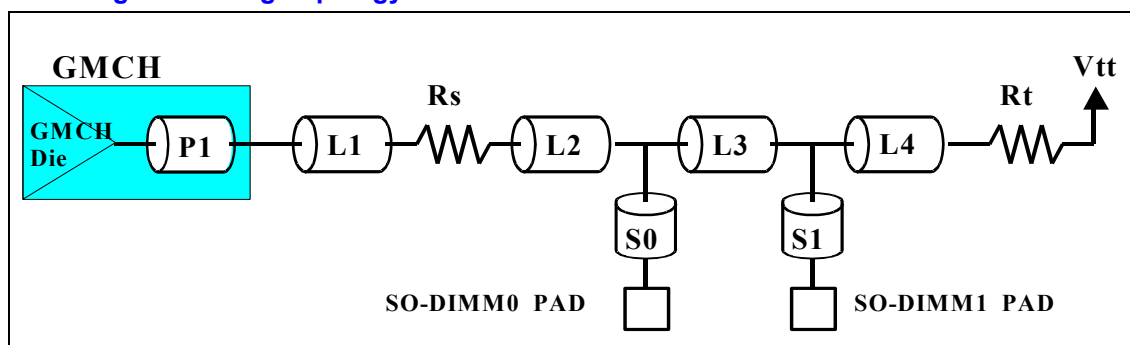 GMCH
GMCH
Die
P1
L1
Rs
L2
L3
L4
Rt
Vtt
S0
S1
SO-DIMM0 PAD
SO-DIMM1 PAD